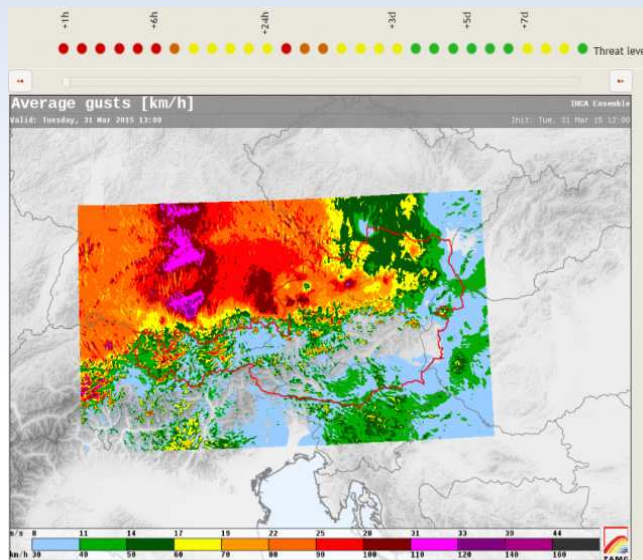 +1h +6h +24h +3d +5d +7d
Threat leve
Average gusts [km/h]
INCA Ensemble
Valid: Tuesday, 31 Mar 2015 13:00
Init: Tue, 31 Mar 15 12:00
m/s 8 11 14 17 19 22 25 28 31 33 39 44
km/h 30 40 50 60 70 80 90 100 110 120 140 160
ZAMG